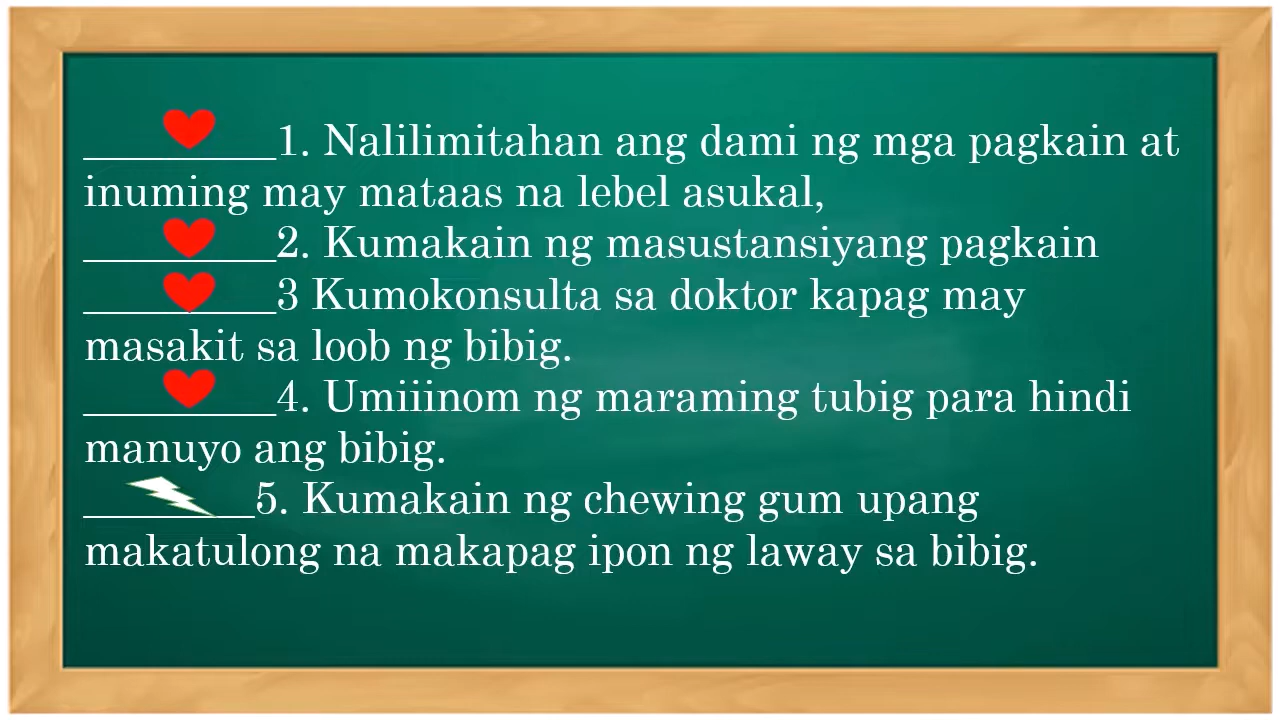 _________1. Nalilimitahan ang dami ng mga pagkain at
inuming may mataas na lebel asukal,
_________2. Kumakain ng masustansiyang pagkain
_________3 Kumokonsulta sa doktor kapag may
masakit sa loob ng bibig.
_________4. Umiiinom ng maraming tubig para hindi
manuyo ang bibig.
________5. Kumakain ng chewing gum upang
makatulong na makapag ipon ng laway sa bibig.